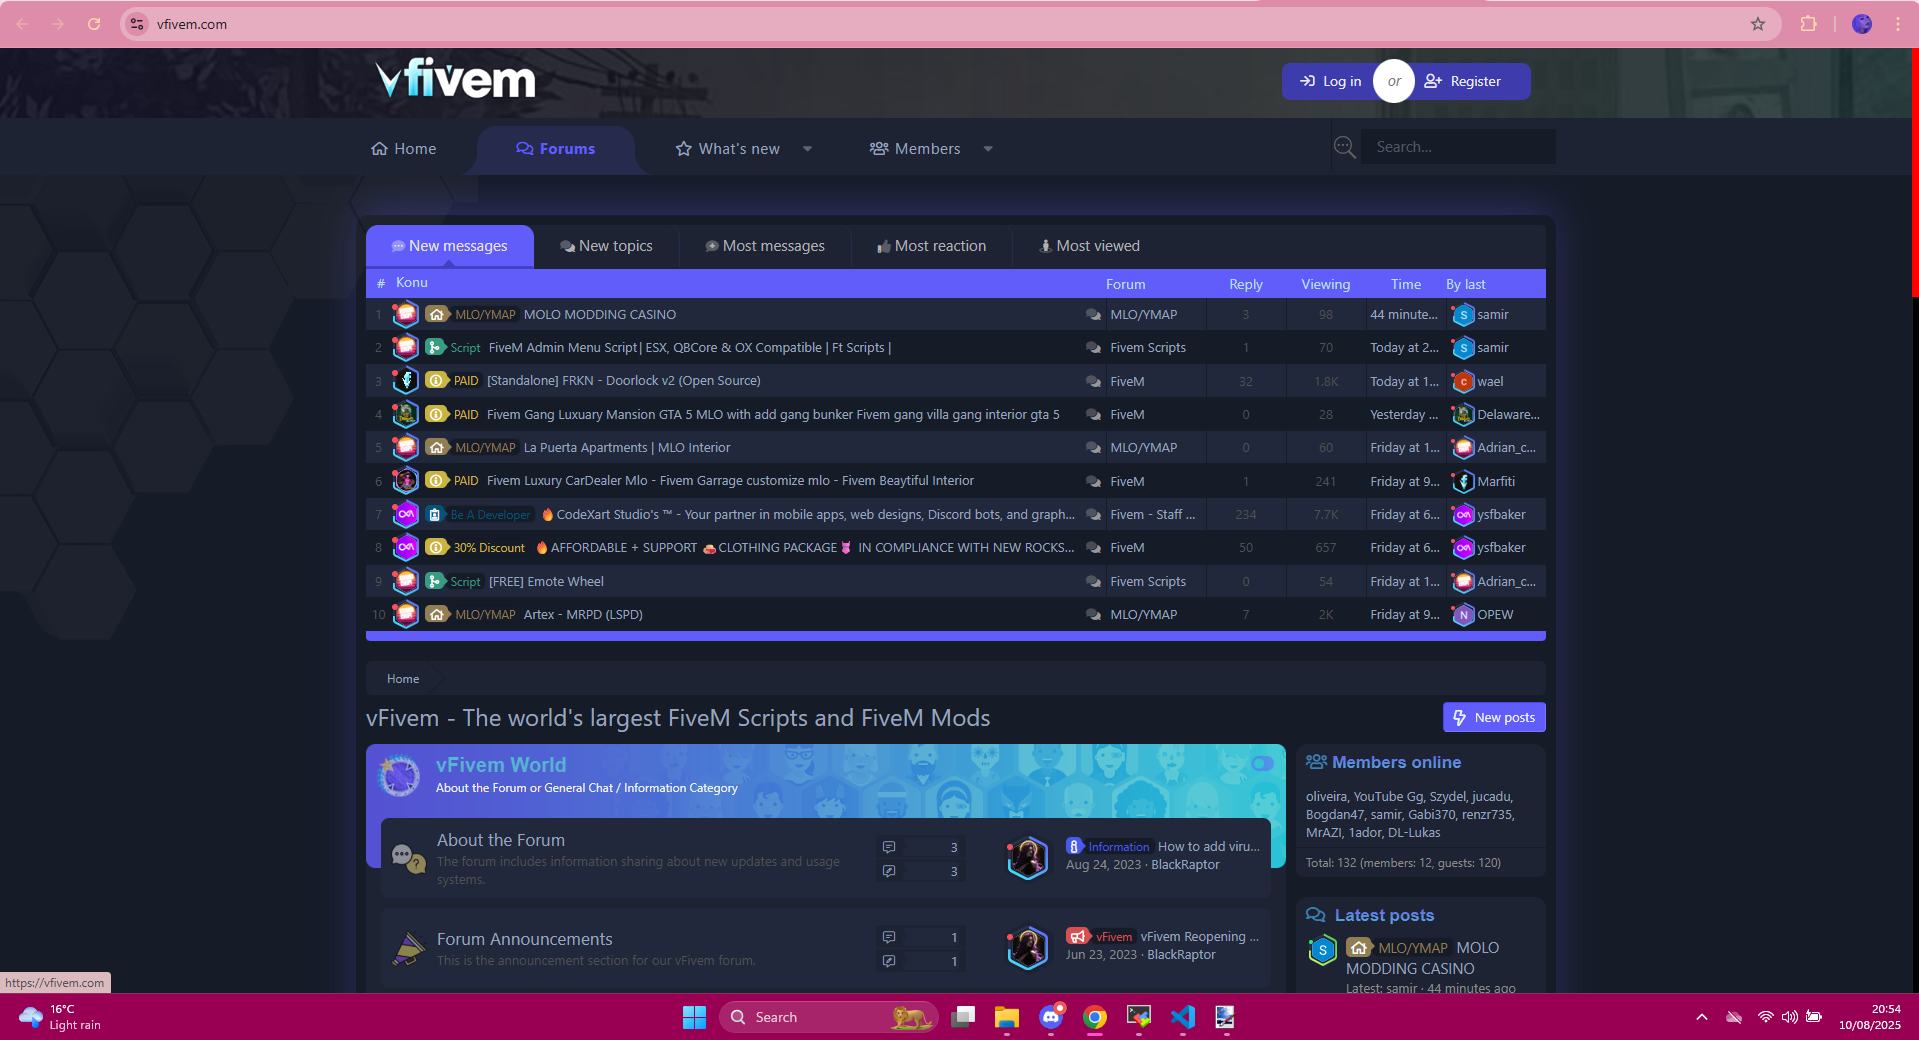 vfivem.com
vfivem
Log in or Register
Home Forums What's new Members Search...
New messages New topics Most messages Most reaction Most viewed
# Konu Forum Reply Viewing Time By last
1 MLO/YMAP MOLO MODDING CASINO MLO/YMAP 3 98 44 minute... samir
2 Script FiveM Admin Menu Script| ESX, QBCore & OX Compatible | Ft Scripts | Fivem Scripts 1 70 Today at 2... samir
3 PAID [Standalone] FRKN - Doorlock v2 (Open Source) FiveM 32 1.8K Today at 1... wael
4 PAID Fivem Gang Luxuary Mansion GTA 5 MLO with add gang bunker Fivem gang villa gang interior gta 5 FiveM 0 28 Yesterday ... Delaware...
5 MLO/YMAP La Puerta Apartments | MLO Interior MLO/YMAP 0 60 Friday at 1... Adrian_c...
6 PAID Fivem Luxury CarDealer Mlo - Fivem Garrage customize mlo - Fivem Beaytiful Interior FiveM 1 241 Friday at 9... Marfiti
7 Be A Developer 🔥CodeXart Studio's ™ - Your partner in mobile apps, web designs, Discord bots, and graph... Fivem - Staff ... 234 7.7K Friday at 6... ysfbaker
8 30% Discount 🔥AFFORDABLE + SUPPORT CLOTHING PACKAGE IN COMPLIANCE WITH NEW ROCKS... FiveM 50 657 Friday at 6... ysfbaker
9 Script [FREE] Emote Wheel Fivem Scripts 0 54 Friday at 1... Adrian_c...
10 MLO/YMAP Artex - MRPD (LSPD) MLO/YMAP 7 2K Friday at 9... N OPEW
Home
vFivem - The world's largest FiveM Scripts and FiveM Mods
New posts
vFivem World
About the Forum or General Chat / Information Category
About the Forum
The forum includes information sharing about new updates and usage
systems.
3
3
Information How to add viru...
Aug 24, 2023 · BlackRaptor
Forum Announcements
This is the announcement section for our vFivem forum.
1
1
vFivem vFivem Reopening ...
Jun 23, 2023 · BlackRaptor
Members online
oliveira, YouTube Gg, Szydel, jucadu,
Bogdan47, samir, Gabi370, renzr735,
MrAZI, 1ador, DL-Lukas
Total: 132 (members: 12, guests: 120)
Latest posts
S MLO/YMAP MOLO
MODDING CASINO
Latest: samir · 44 minutes ago
https://vfivem.com
16°C
Light rain
Search
20:54
10/08/2025